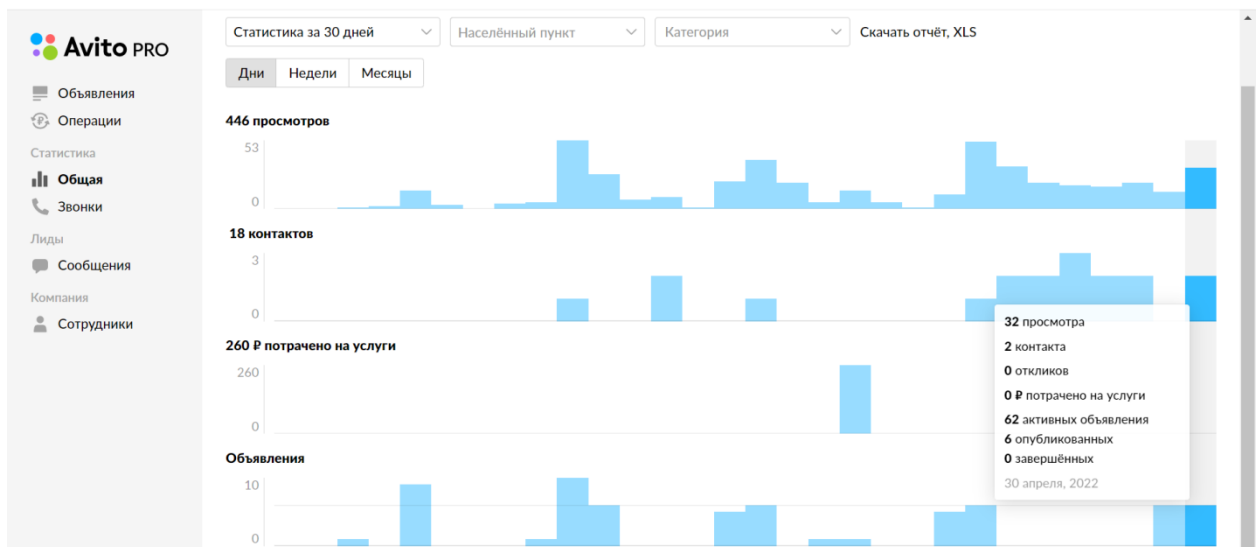 Avito PRO
Объявления
Операции
Статистика
Общая
Звонки
Лиды
Сообщения
Компания
Сотрудники
Статистика за 30 дней
Населённый пункт
Категория
Скачать отчёт, XLS
Дни Недели Месяцы
446 просмотров
53
0
18 контактов
3
0
260 ₽ потрачено на услуги
260
0
Объявления
10
0
32 просмотра
2 контакта
0 откликов
0 ₽ потрачено на услуги
62 активных объявления
6 опубликованных
0 завершённых
30 апреля, 2022